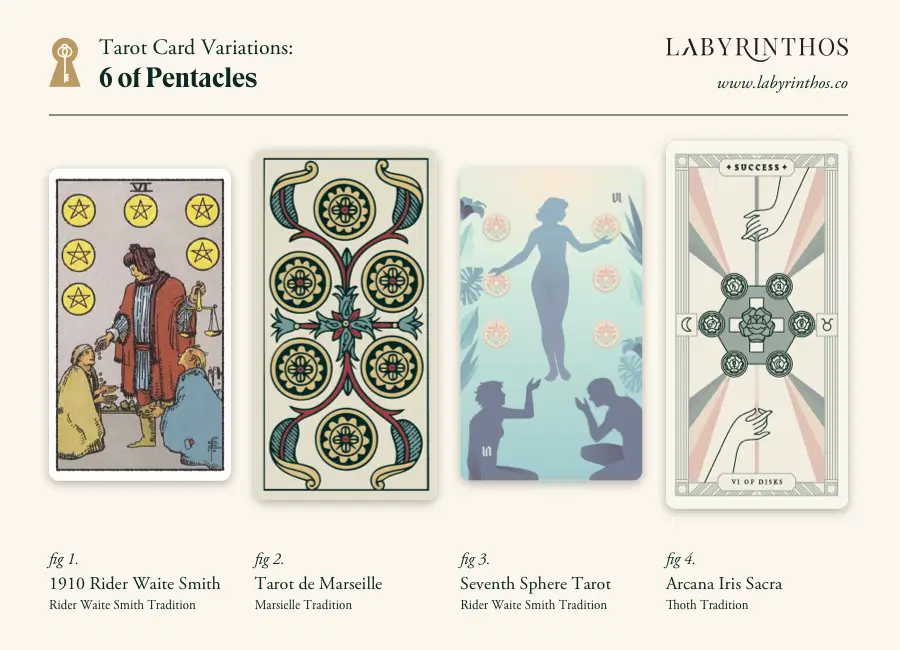 Tarot Card Variations:
6 of Pentacles
LABYRINTHOS
www.labyrinthos.co
VI
VI
VI
✦ SUCCESS ✦
VI OF DISKS
fig 1.
1910 Rider Waite Smith
Rider Waite Smith Tradition
fig 2.
Tarot de Marseille
Marsielle Tradition
fig 3.
Seventh Sphere Tarot
Rider Waite Smith Tradition
fig 4.
Arcana Iris Sacra
Thoth Tradition